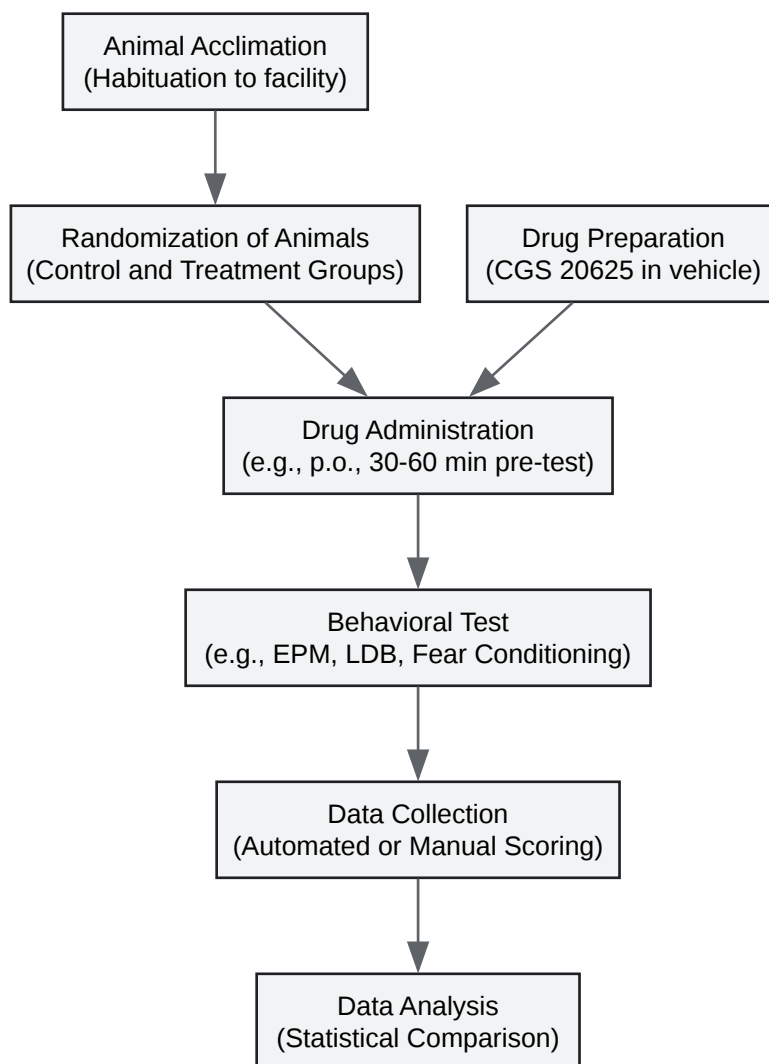 Animal Acclimation
(Habituation to facility)
Randomization of Animals
(Control and Treatment Groups)
Drug Preparation
(CGS 20625 in vehicle)
Drug Administration
(e.g., p.o., 30-60 min pre-test)
Behavioral Test
(e.g., EPM, LDB, Fear Conditioning)
Data Collection
(Automated or Manual Scoring)
Data Analysis
(Statistical Comparison)